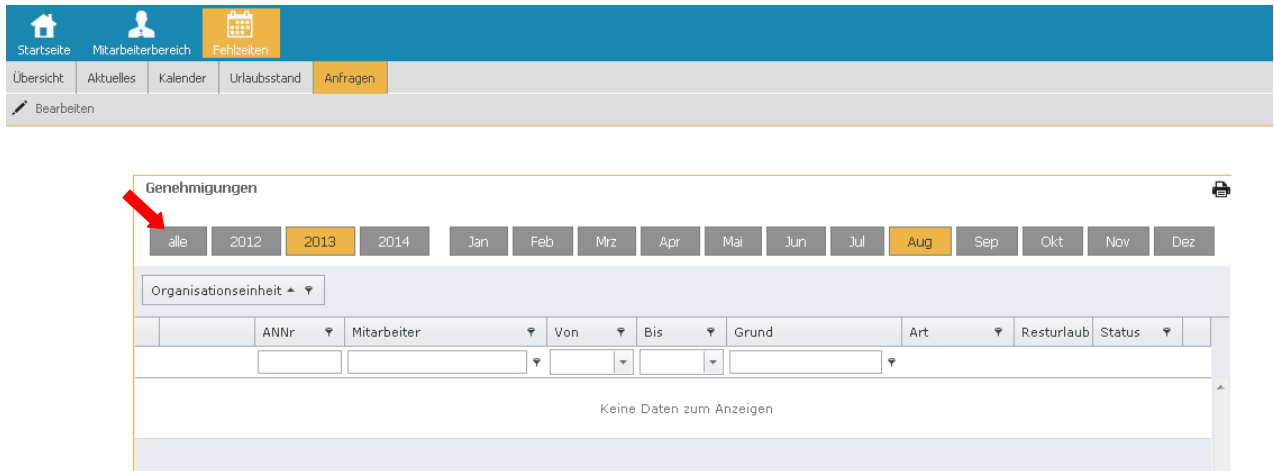 Startseite Mitarbeiterbereich Fehlzeiten
Übersicht Aktuelles Kalender Urlaubsstand Anfragen
Bearbeiten
Genehmigungen
alle 2012 2013 2014 Jan Feb Mrz Apr Mai Jun Jul Aug Sep Okt Nov Dez
Organisationseinheit
ANNr Mitarbeiter Von Bis Grund Art Resturlaub Status
Keine Daten zum Anzeigen